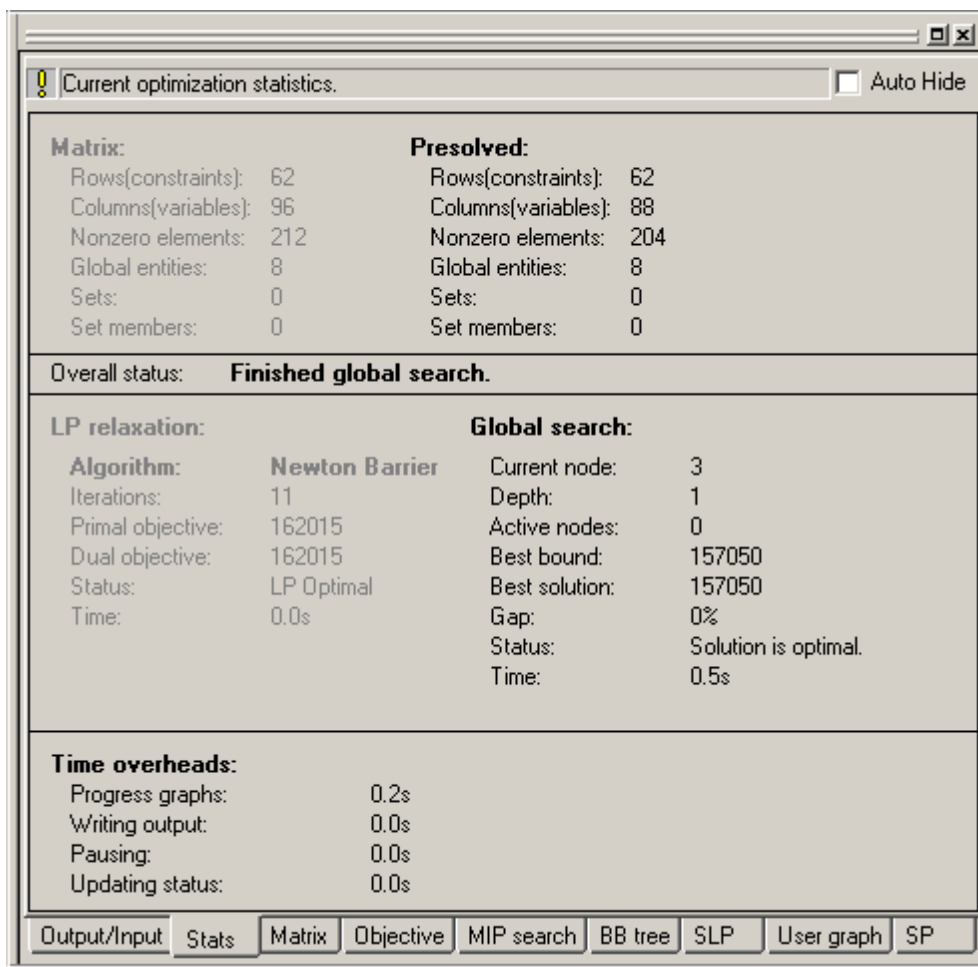 Current optimization statistics.
Auto Hide
Matrix:
Rows(constraints): 62
Columns(variables): 96
Nonzero elements: 212
Global entities: 8
Sets: 0
Set members: 0
Presolved:
Rows(constraints): 62
Columns(variables): 88
Nonzero elements: 204
Global entities: 8
Sets: 0
Set members: 0
Overall status: Finished global search.
LP relaxation:
Algorithm: Newton Barrier
Iterations: 11
Primal objective: 162015
Dual objective: 162015
Status: LP Optimal
Time: 0.0s
Global search:
Current node: 3
Depth: 1
Active nodes: 0
Best bound: 157050
Best solution: 157050
Gap: 0%
Status: Solution is optimal.
Time: 0.5s
Time overheads:
Progress graphs: 0.2s
Writing output: 0.0s
Pausing: 0.0s
Updating status: 0.0s
Output/Input Stats Matrix Objective MIP search BB tree SLP User graph SP